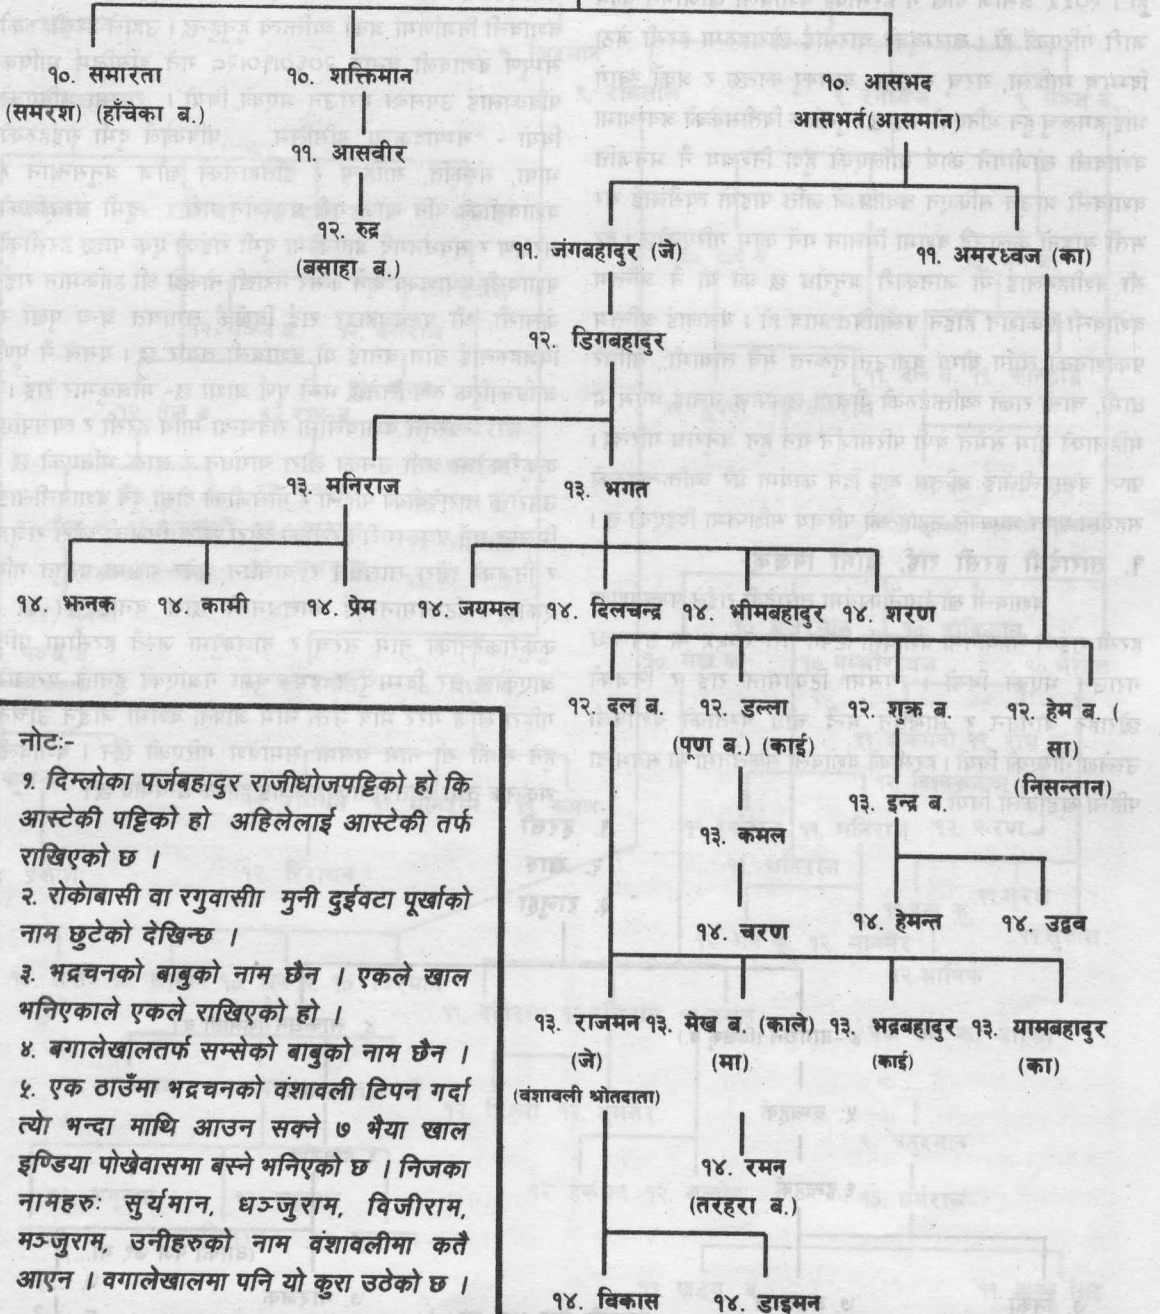 १०. समारता
(समरश) (हाँचेका ब.)
१०. शक्तिमान
१०. आसभद
आसभर्त(आसमान)
११. आसवीर
१२. रुद्र
(बसाहा ब.)
११. जंगबहादुर (जे)
११. अमरध्वज (का)
१२. डिगबहादुर
१३. मनिराज
१३. भगत
१४. झनक
१४. कामी
१४. प्रेम
१४. जयमल
१४. दिलचन्द्र
१४. भीमबहादुर
१४. शरण
१२. दल ब.
१२. डल्ला
(पूण ब.) (काई)
१२. शुक्र ब.
१२. हेम ब. (
सा)
(निसन्तान)
१३. इन्द्र ब.
१३. कमल
१४. चरण
१४. हेमन्त
१४. उद्वव
१३. राजमन
(जे)
(वंशावली श्रोतदाता)
१३. मेख ब. (काले)
(मा)
१३. भद्रबहादुर
(काई)
१३. यामबहादुर
(का)
१४. रमन
(तरहरा ब.)
१४. विकास
१४. डाइमन
नोट:-
१. दिम्लोका पर्जबहादुर राजीधोजपट्टिको हो कि
आस्टेकी पट्टिको हो अहिलेलाई आस्टेकी तर्फ
राखिएको छ ।
२. रोकोबासी वा रगुवासीा मुनी दुईवटा पूर्खाको
नाम छुटेको देखिन्छ ।
३. भद्रचनको बाबुको नाम छैन । एकले खाल
भनिएकाले एकले राखिएको हो ।
४. बगालेखालतर्फ सम्सेको बाबुको नाम छैन ।
५. एक ठाउँमा भद्रचनको वंशावली टिपन गर्दा
त्यो भन्दा माथि आउन सक्ने ७ भैया खाल
इण्डिया पोखेवासमा बस्ने भनिएको छ । निजका
नामहरुः सुर्यमान, धञ्जुराम, विजीराम,
मञ्जुराम, उनीहरुको नाम वंशावलीमा कतै
आएन । वगालेखालमा पनि यो कुरा उठेको छ ।